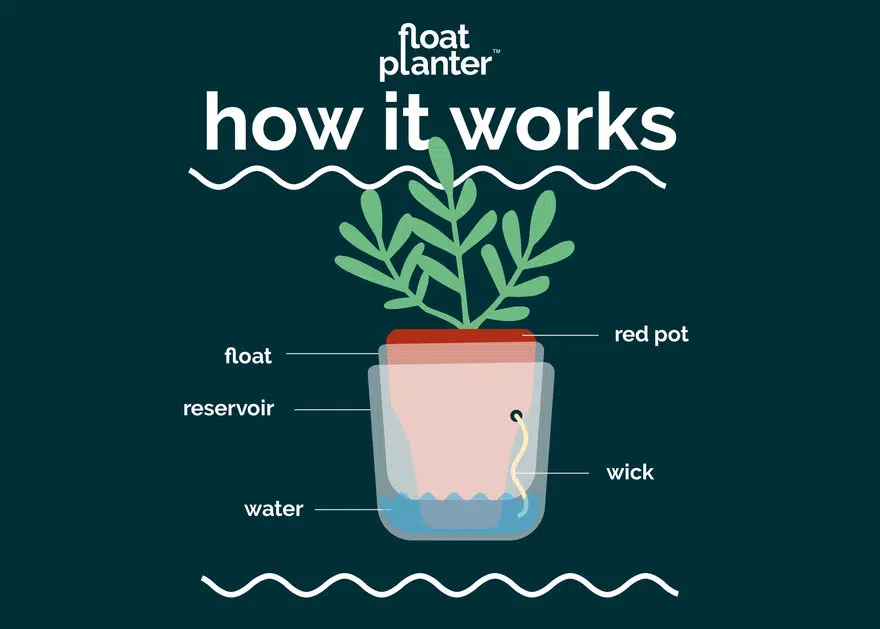 float
planter™
how it works
red pot
float
reservoir
wick
water